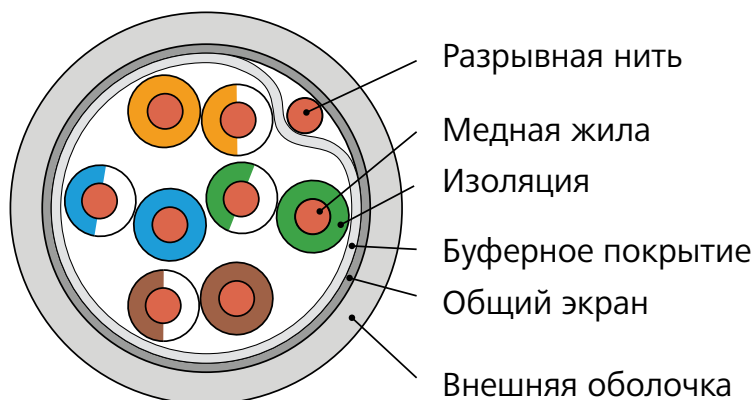 Разрывная нить
Медная жила
Изоляция
Буферное покрытие
Общий экран
Внешняя оболочка